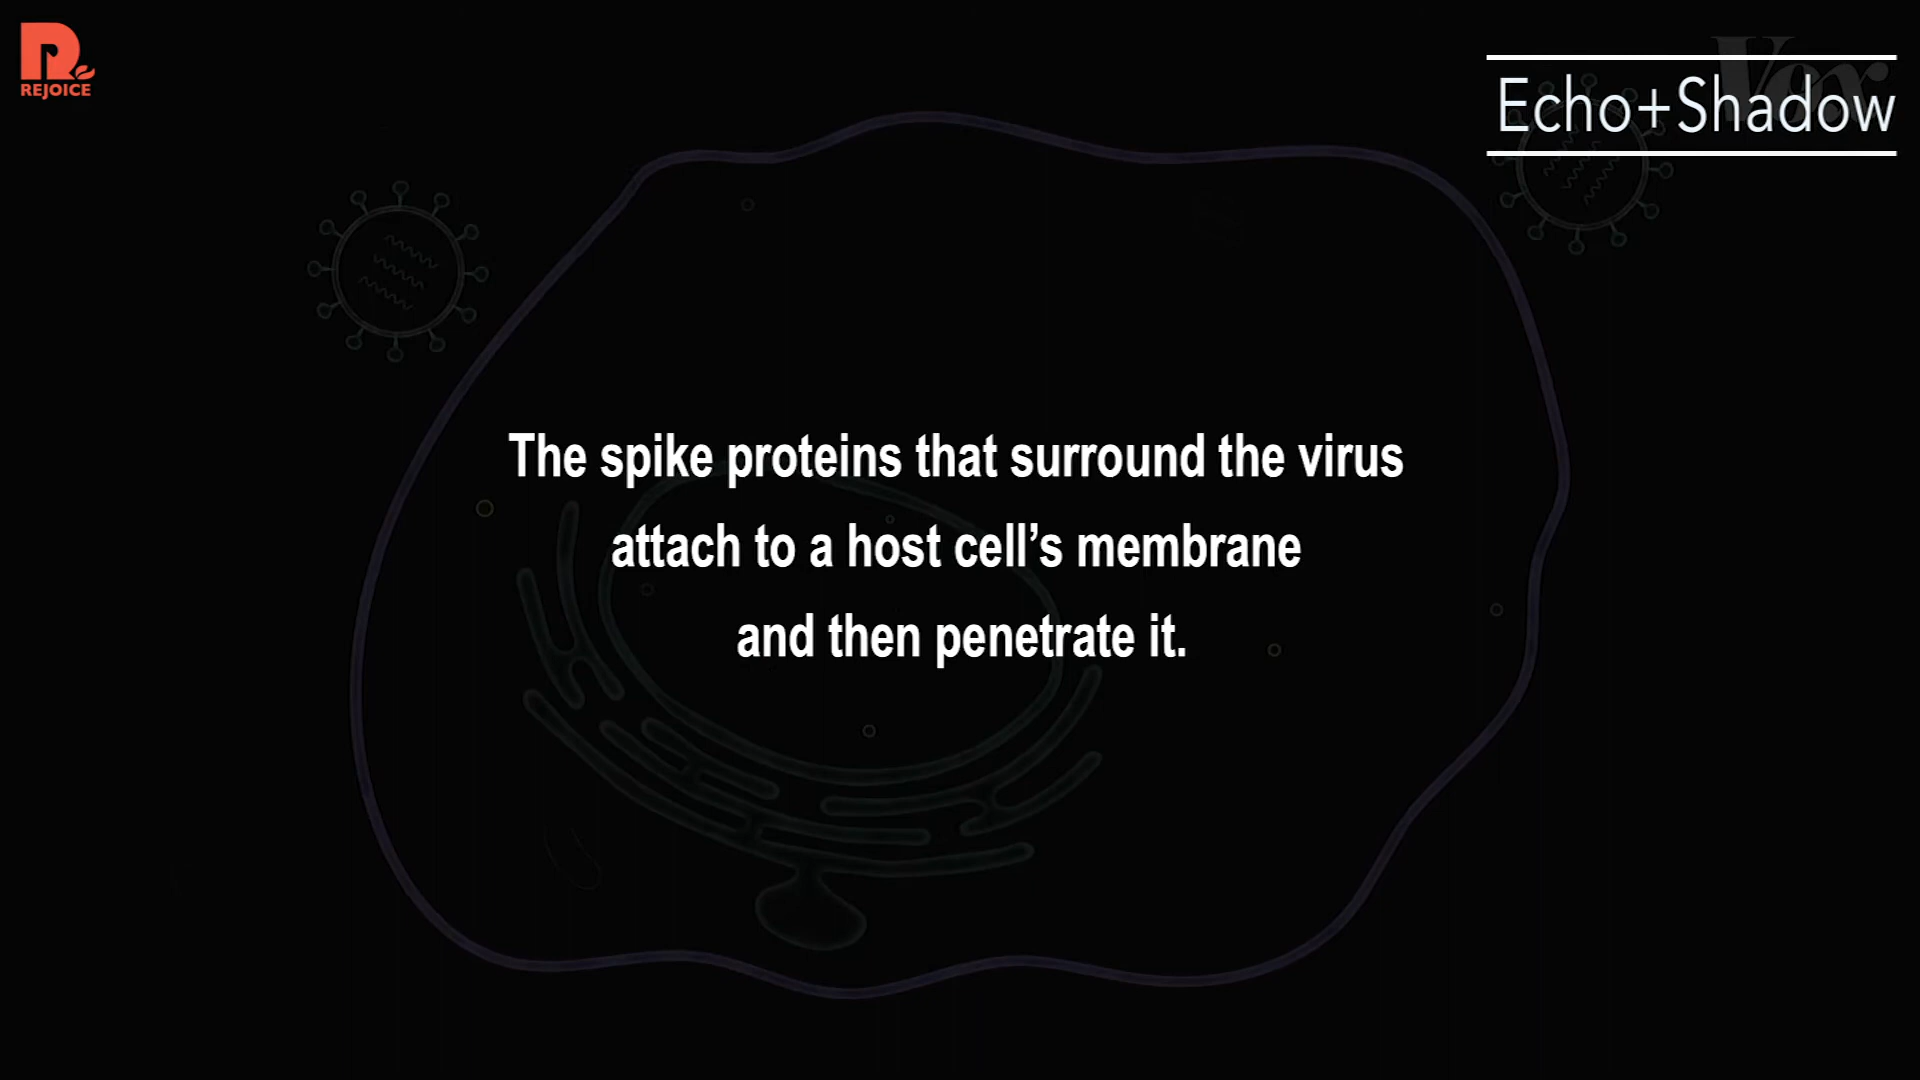 REJOICE
Vox
Echo+Shadow
The spike proteins that surround the virus
attach to a host cell’s membrane
and then penetrate it.